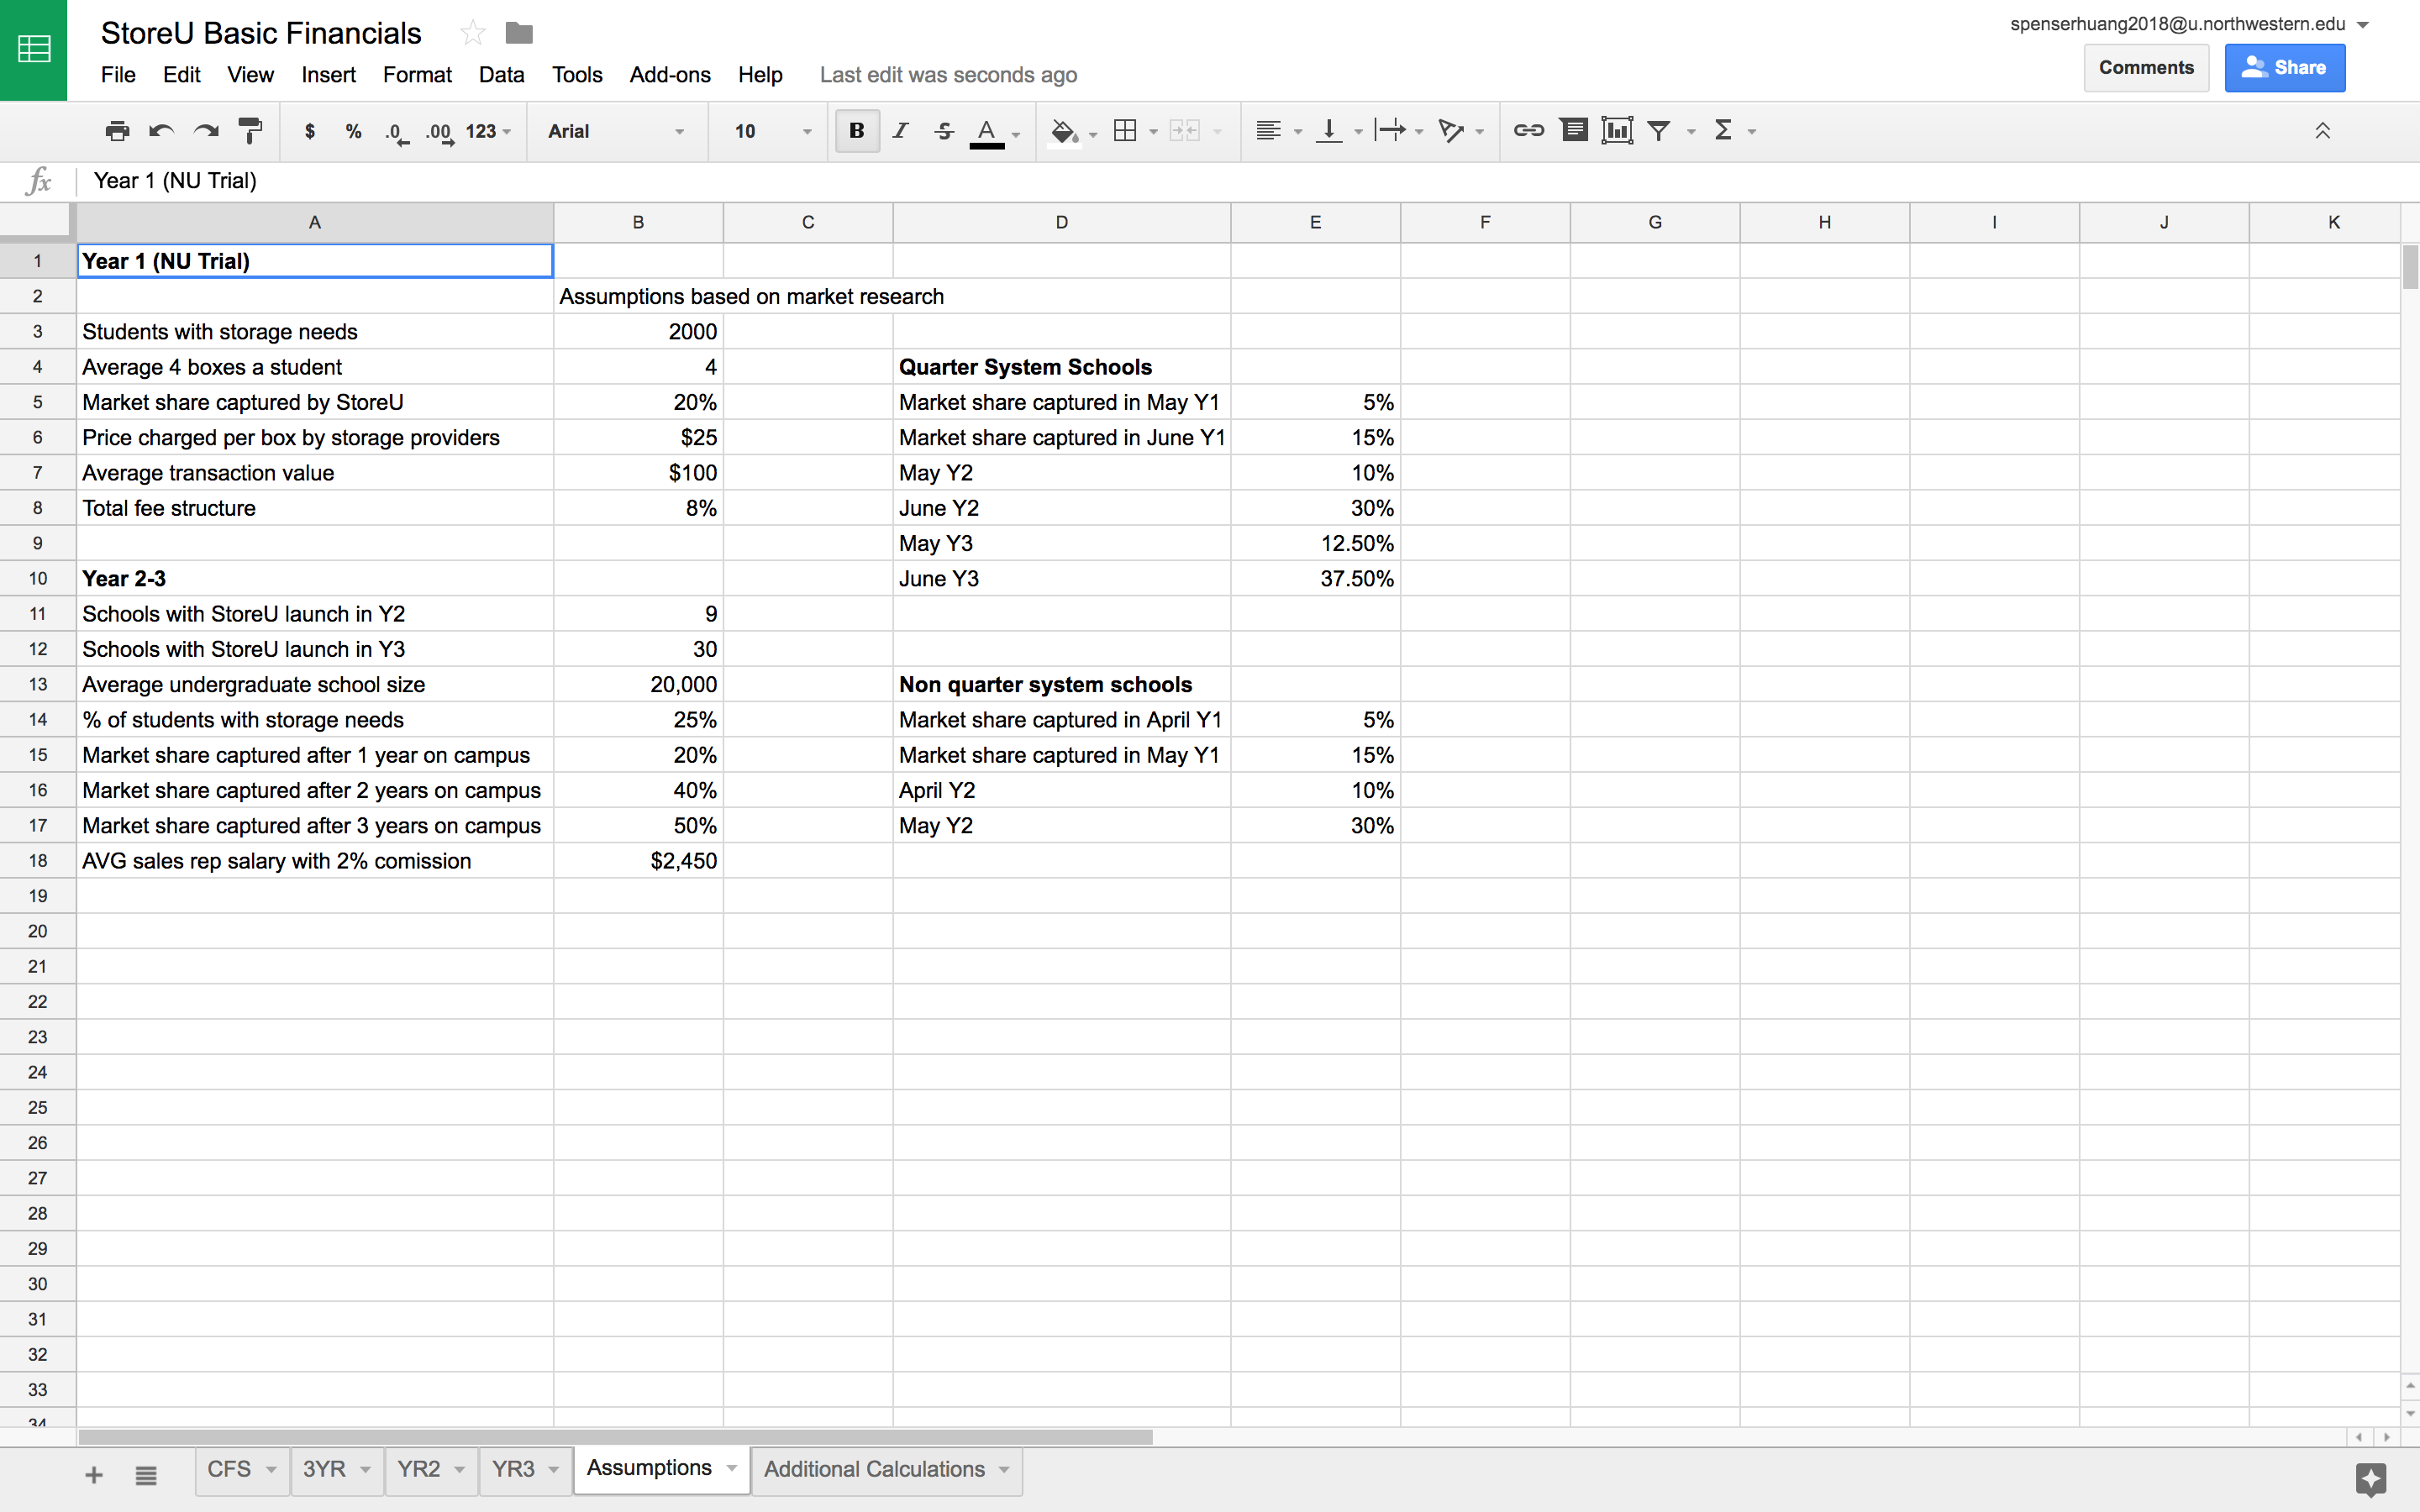 StoreU Basic Financials
spenserhuang2018@u.northwestern.edu
File Edit View Insert Format Data Tools Add-ons Help Last edit was seconds ago
Comments Share
$ % .0 .00 123 Arial 10 B I S A Σ
fx Year 1 (NU Trial)
A B C D E F G H I J K
1 Year 1 (NU Trial)
2 Assumptions based on market research
3 Students with storage needs 2000
4 Average 4 boxes a student 4 Quarter System Schools
5 Market share captured by StoreU 20% Market share captured in May Y1 5%
6 Price charged per box by storage providers $25 Market share captured in June Y1 15%
7 Average transaction value $100 May Y2 10%
8 Total fee structure 8% June Y2 30%
9 May Y3 12.50%
10 Year 2-3 June Y3 37.50%
11 Schools with StoreU launch in Y2 9
12 Schools with StoreU launch in Y3 30
13 Average undergraduate school size 20,000 Non quarter system schools
14 % of students with storage needs 25% Market share captured in April Y1 5%
15 Market share captured after 1 year on campus 20% Market share captured in May Y1 15%
16 Market share captured after 2 years on campus 40% April Y2 10%
17 Market share captured after 3 years on campus 50% May Y2 30%
18 AVG sales rep salary with 2% comission $2,450
19
20
21
22
23
24
25
26
27
28
29
30
31
32
33
34
CFS 3YR YR2 YR3 Assumptions Additional Calculations